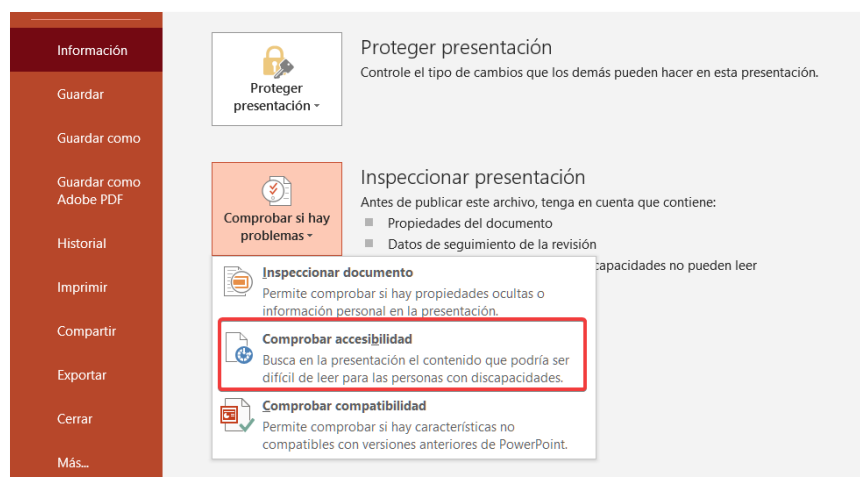 Información
Guardar
Guardar como
Guardar como
Adobe PDF
Historial
Imprimir
Compartir
Exportar
Cerrar
Más...
Proteger
presentación
Proteger presentación
Controle el tipo de cambios que los demás pueden hacer en esta presentación.
Comprobar si hay
problemas
Inspeccionar presentación
Antes de publicar este archivo, tenga en cuenta que contiene:
Propiedades del documento
Datos de seguimiento de la revisión
capacidades no pueden leer
Inspeccionar documento
Permite comprobar si hay propiedades ocultas o
información personal en la presentación.
Comprobar accesibilidad
Busca en la presentación el contenido que podría ser
difícil de leer para las personas con discapacidades.
Comprobar compatibilidad
Permite comprobar si hay características no
compatibles con versiones anteriores de PowerPoint.